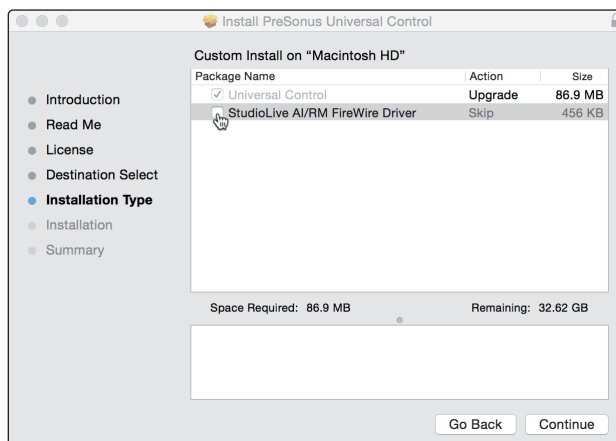 Install PreSonus Universal Control
Custom Install on “Macintosh HD”
Package Name Action Size
Universal Control Upgrade 86.9 MB
StudioLive AI/RM FireWire Driver Skip 456 KB
Introduction
Read Me
License
Destination Select
Installation Type
Installation
Summary
Space Required: 86.9 MB Remaining: 32.62 GB
Go Back Continue